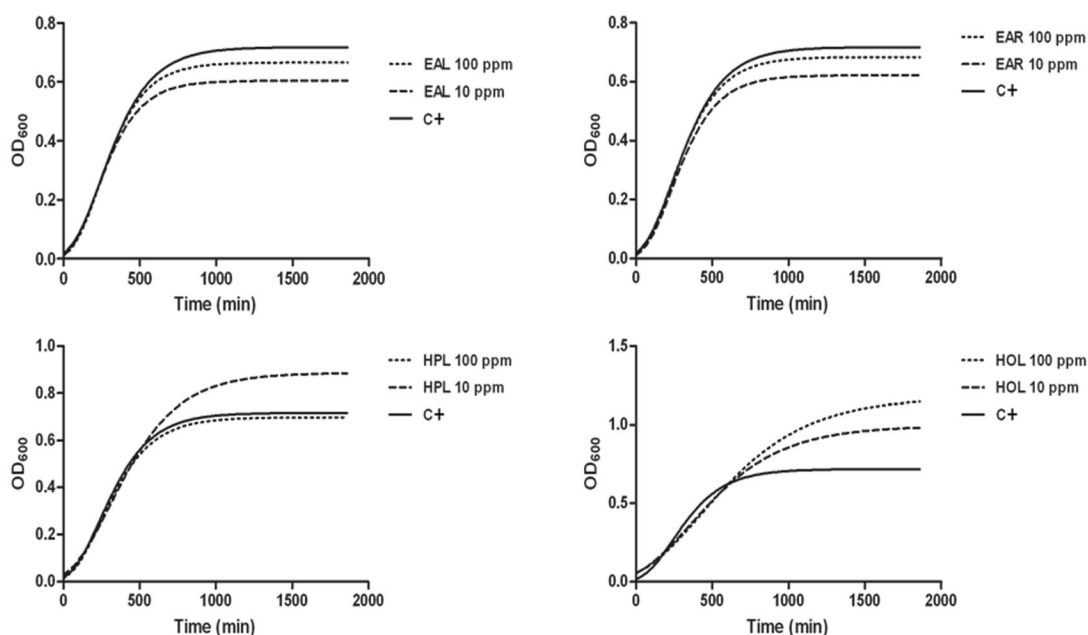 0.8
0.6
0.4
0.2
0.0
OD600
0 500 1000 1500 2000
Time (min)
EAL 100 ppm
EAL 10 ppm
C+
0.8
0.6
0.4
0.2
0.0
OD600
0 500 1000 1500 2000
Time (min)
EAR 100 ppm
EAR 10 ppm
C+
1.0
0.8
0.6
0.4
0.2
0.0
OD600
0 500 1000 1500 2000
Time (min)
HPL 100 ppm
HPL 10 ppm
C+
1.5
1.0
0.5
0.0
OD600
0 500 1000 1500 2000
Time (min)
HOL 100 ppm
HOL 10 ppm
C+